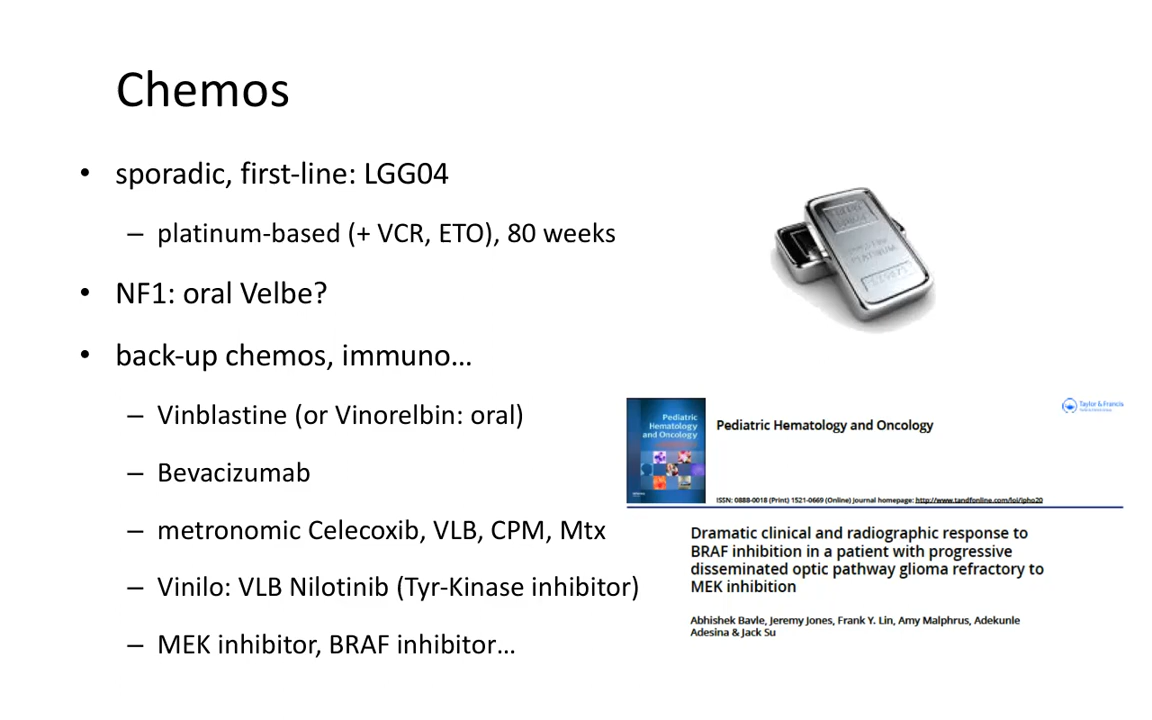 Chemos
• sporadic, first-line: LGG04
– platinum-based (+ VCR, ETO), 80 weeks
• NF1: oral Velbe?
• back-up chemos, immuno...
– Vinblastine (or Vinorelbin: oral)
– Bevacizumab
– metronomic Celecoxib, VLB, CPM, Mtx
– Vinilo: VLB Nilotinib (Tyr-Kinase inhibitor)
– MEK inhibitor, BRAF inhibitor...
PLATINUM
Pediatric
Hematology
and Oncology
Taylor & Francis
Pediatric Hematology and Oncology
ISSN: 0888-0018 (Print) 1521-0669 (Online) Journal homepage: http://www.tandfonline.com/loi/ipho20
Dramatic clinical and radiographic response to
BRAF inhibition in a patient with progressive
disseminated optic pathway glioma refractory to
MEK inhibition
Abhishek Bavle, Jeremy Jones, Frank Y. Lin, Amy Malphrus, Adekunle
Adesina & Jack Su